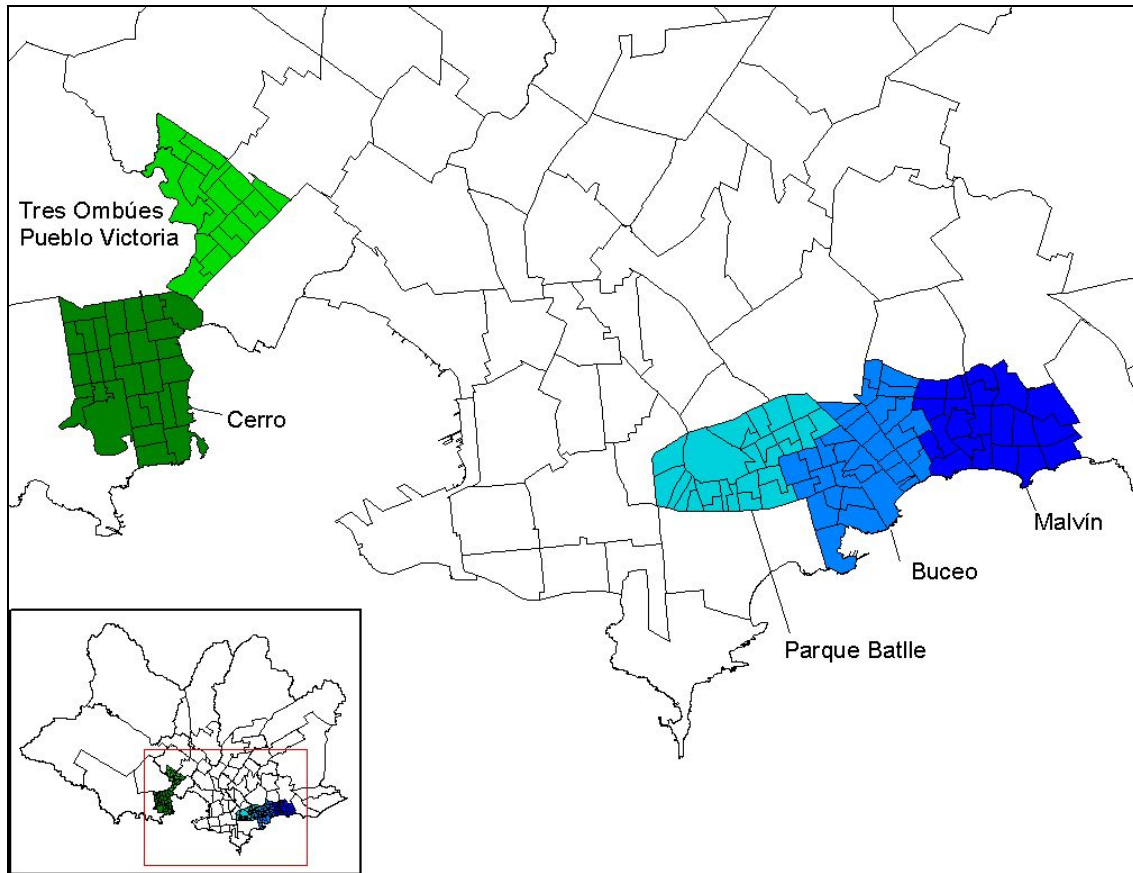 Tres Ombúes
Pueblo Victoria
Cerro
Malvín
Buceo
Parque Batlle